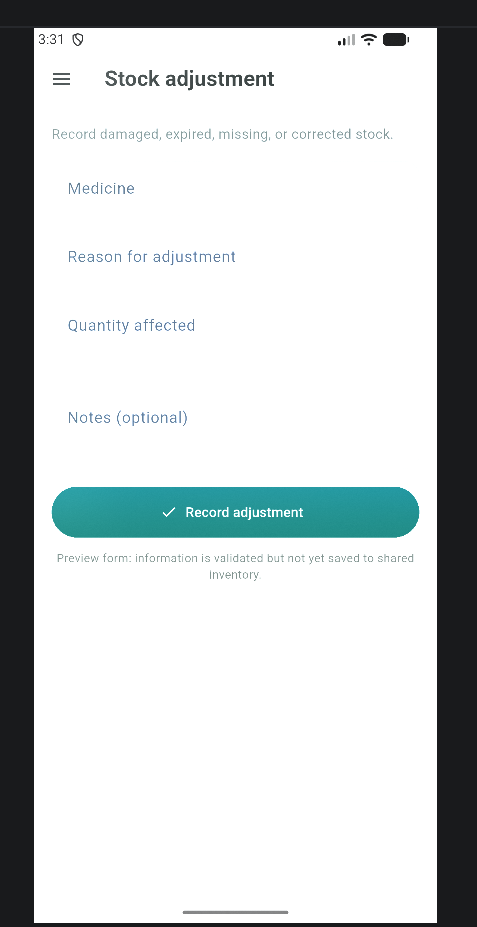 3:31
Stock adjustment
Record damaged, expired, missing, or corrected stock.
Medicine
Reason for adjustment
Quantity affected
Notes (optional)
Record adjustment
Preview form: information is validated but not yet saved to shared
inventory.